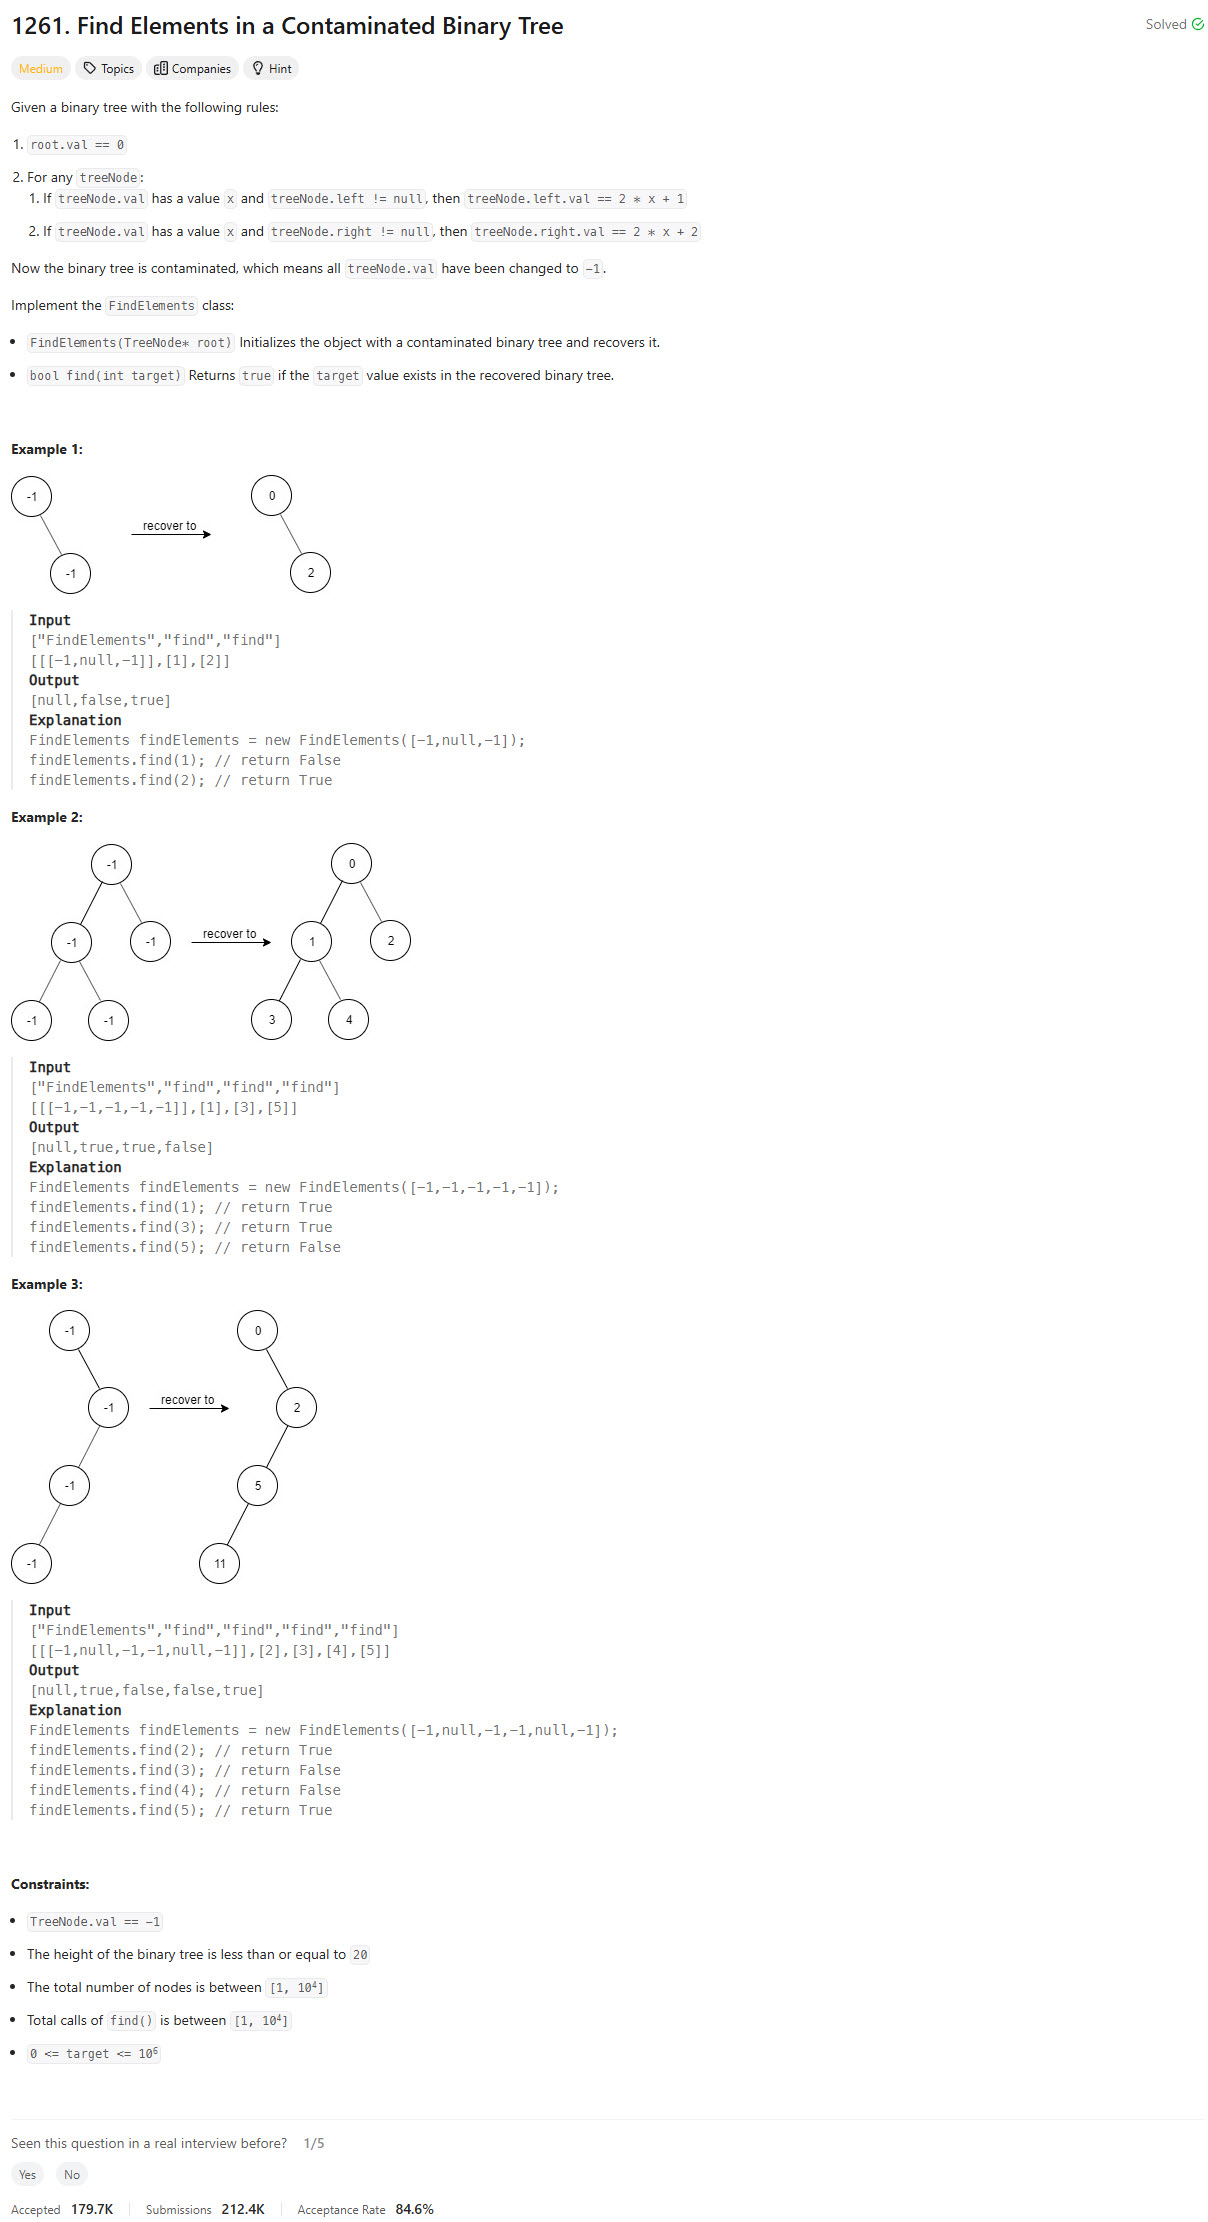 1261. Find Elements in a Contaminated Binary Tree
Solved
Medium Topics Companies Hint
Given a binary tree with the following rules:
1. root.val == 0
2. For any treeNode:
1. If treeNode.val has a value x and treeNode.left != null, then treeNode.left.val == 2 * x + 1
2. If treeNode.val has a value x and treeNode.right != null, then treeNode.right.val == 2 * x + 2
Now the binary tree is contaminated, which means all treeNode.val have been changed to -1.
Implement the FindElements class:
• FindElements(TreeNode* root) Initializes the object with a contaminated binary tree and recovers it.
• bool find(int target) Returns true if the target value exists in the recovered binary tree.
Example 1:
-1 0
recover to
-1 2
Input
["FindElements","find","find"]
[[[-1,null,-1]],[1],[2]]
Output
[null,false,true]
Explanation
FindElements findElements = new FindElements([-1,null,-1]);
findElements.find(1); // return False
findElements.find(2); // return True
Example 2:
-1 0
recover to
-1 -1 1 2
-1 -1 3 4
Input
["FindElements","find","find","find"]
[[[-1,-1,-1,-1,-1]],[1],[3],[5]]
Output
[null,true,true,false]
Explanation
FindElements findElements = new FindElements([-1,-1,-1,-1,-1]);
findElements.find(1); // return True
findElements.find(3); // return True
findElements.find(5); // return False
Example 3:
-1 0
recover to
-1 2
-1 5
-1 11
Input
["FindElements","find","find","find","find"]
[[[-1,null,-1,-1,null,-1]],[2],[3],[4],[5]]
Output
[null,true,false,false,true]
Explanation
FindElements findElements = new FindElements([-1,null,-1,-1,null,-1]);
findElements.find(2); // return True
findElements.find(3); // return False
findElements.find(4); // return False
findElements.find(5); // return True
Constraints:
• TreeNode.val == -1
• The height of the binary tree is less than or equal to 20
• The total number of nodes is between [1, 10⁴]
• Total calls of find() is between [1, 10⁴]
• 0 <= target <= 10⁶
Seen this question in a real interview before? 1/5
Yes No
Accepted 179.7K Submissions 212.4K Acceptance Rate 84.6%